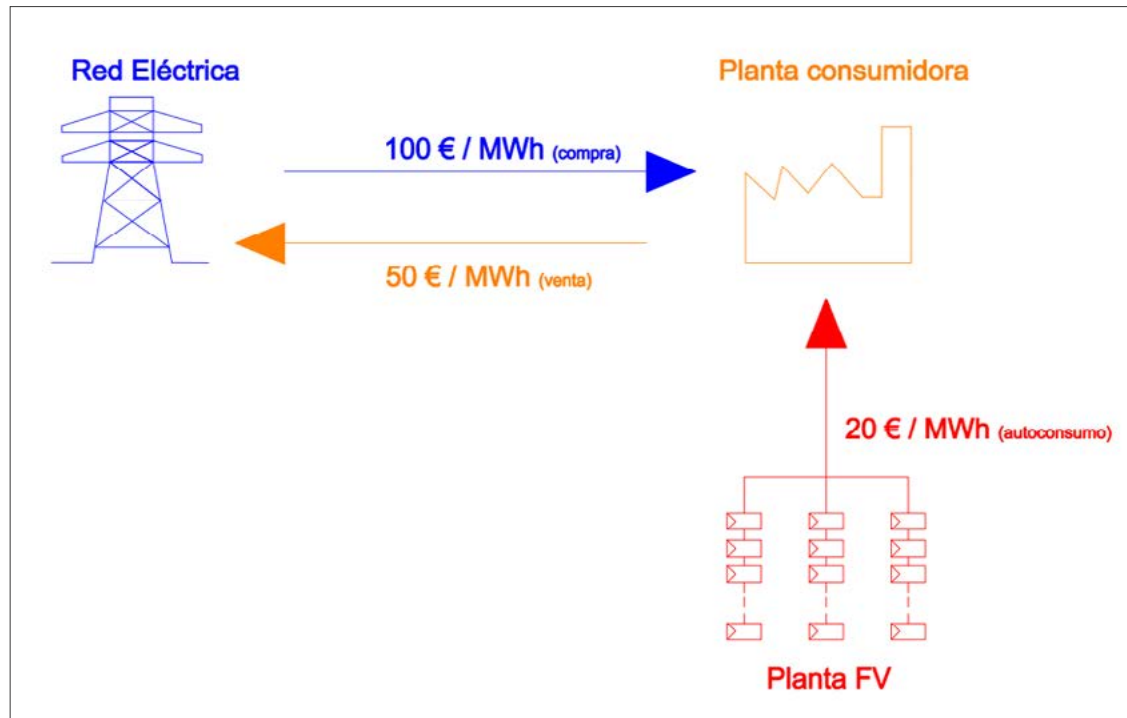 Red Eléctrica
Planta consumidora
100 € / MWh (compra)
50 € / MWh (venta)
20 € / MWh (autoconsumo)
Planta FV